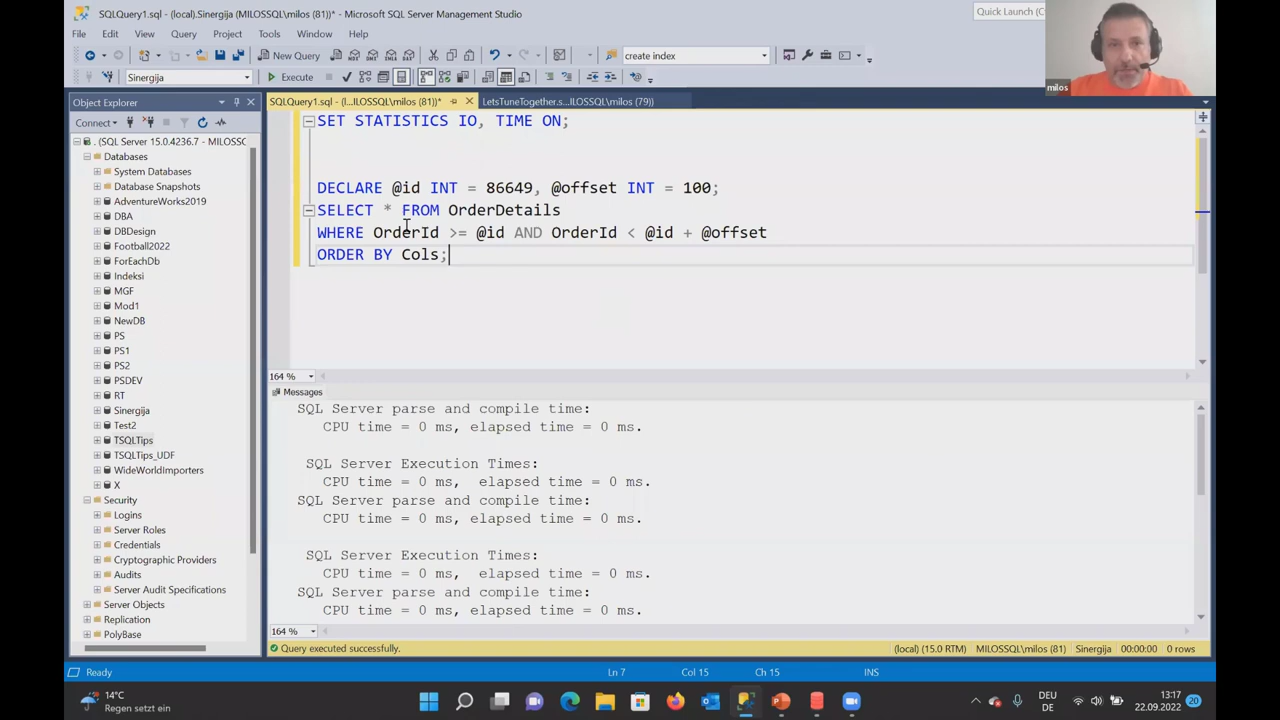 SQLQuery1.sql - (local).Sinergija (MILOSSQL\milos (81))* - Microsoft SQL Server Management Studio
Quick Launch (C
File Edit View Query Project Tools Window Help
New Query
create index
Sinergija
Execute
Object Explorer
SQLQuery1.sql - (l...ILOSSQL\milos (81))*
LetsTuneTogether.s...ILOSSQL\milos (79))
milos
Connect
. (SQL Server 15.0.4236.7 - MILOSSC
Databases
System Databases
Database Snapshots
AdventureWorks2019
DBA
DBDesign
Football2022
ForEachDb
Indeksi
MGF
Mod1
NewDB
PS
PS1
PS2
PSDEV
RT
Sinergija
Test2
TSQLTips
TSQLTips_UDF
WideWorldImporters
X
Security
Logins
Server Roles
Credentials
Cryptographic Providers
Audits
Server Audit Specifications
Server Objects
Replication
PolyBase
SET STATISTICS IO, TIME ON;
DECLARE @id INT = 86649, @offset INT = 100;
SELECT * FROM OrderDetails
WHERE OrderId >= @id AND OrderId < @id + @offset
ORDER BY Cols;
164 %
Messages
SQL Server parse and compile time:
CPU time = 0 ms, elapsed time = 0 ms.
SQL Server Execution Times:
CPU time = 0 ms, elapsed time = 0 ms.
SQL Server parse and compile time:
CPU time = 0 ms, elapsed time = 0 ms.
SQL Server Execution Times:
CPU time = 0 ms, elapsed time = 0 ms.
SQL Server parse and compile time:
CPU time = 0 ms, elapsed time = 0 ms.
164 %
Query executed successfully.
(local) (15.0 RTM) MILOSSQL\milos (81) Sinergija 00:00:00 0 rows
Ready
Ln 7 Col 15 Ch 15 INS
14°C
Regen setzt ein
DEU
DE
13:17
22.09.2022
20